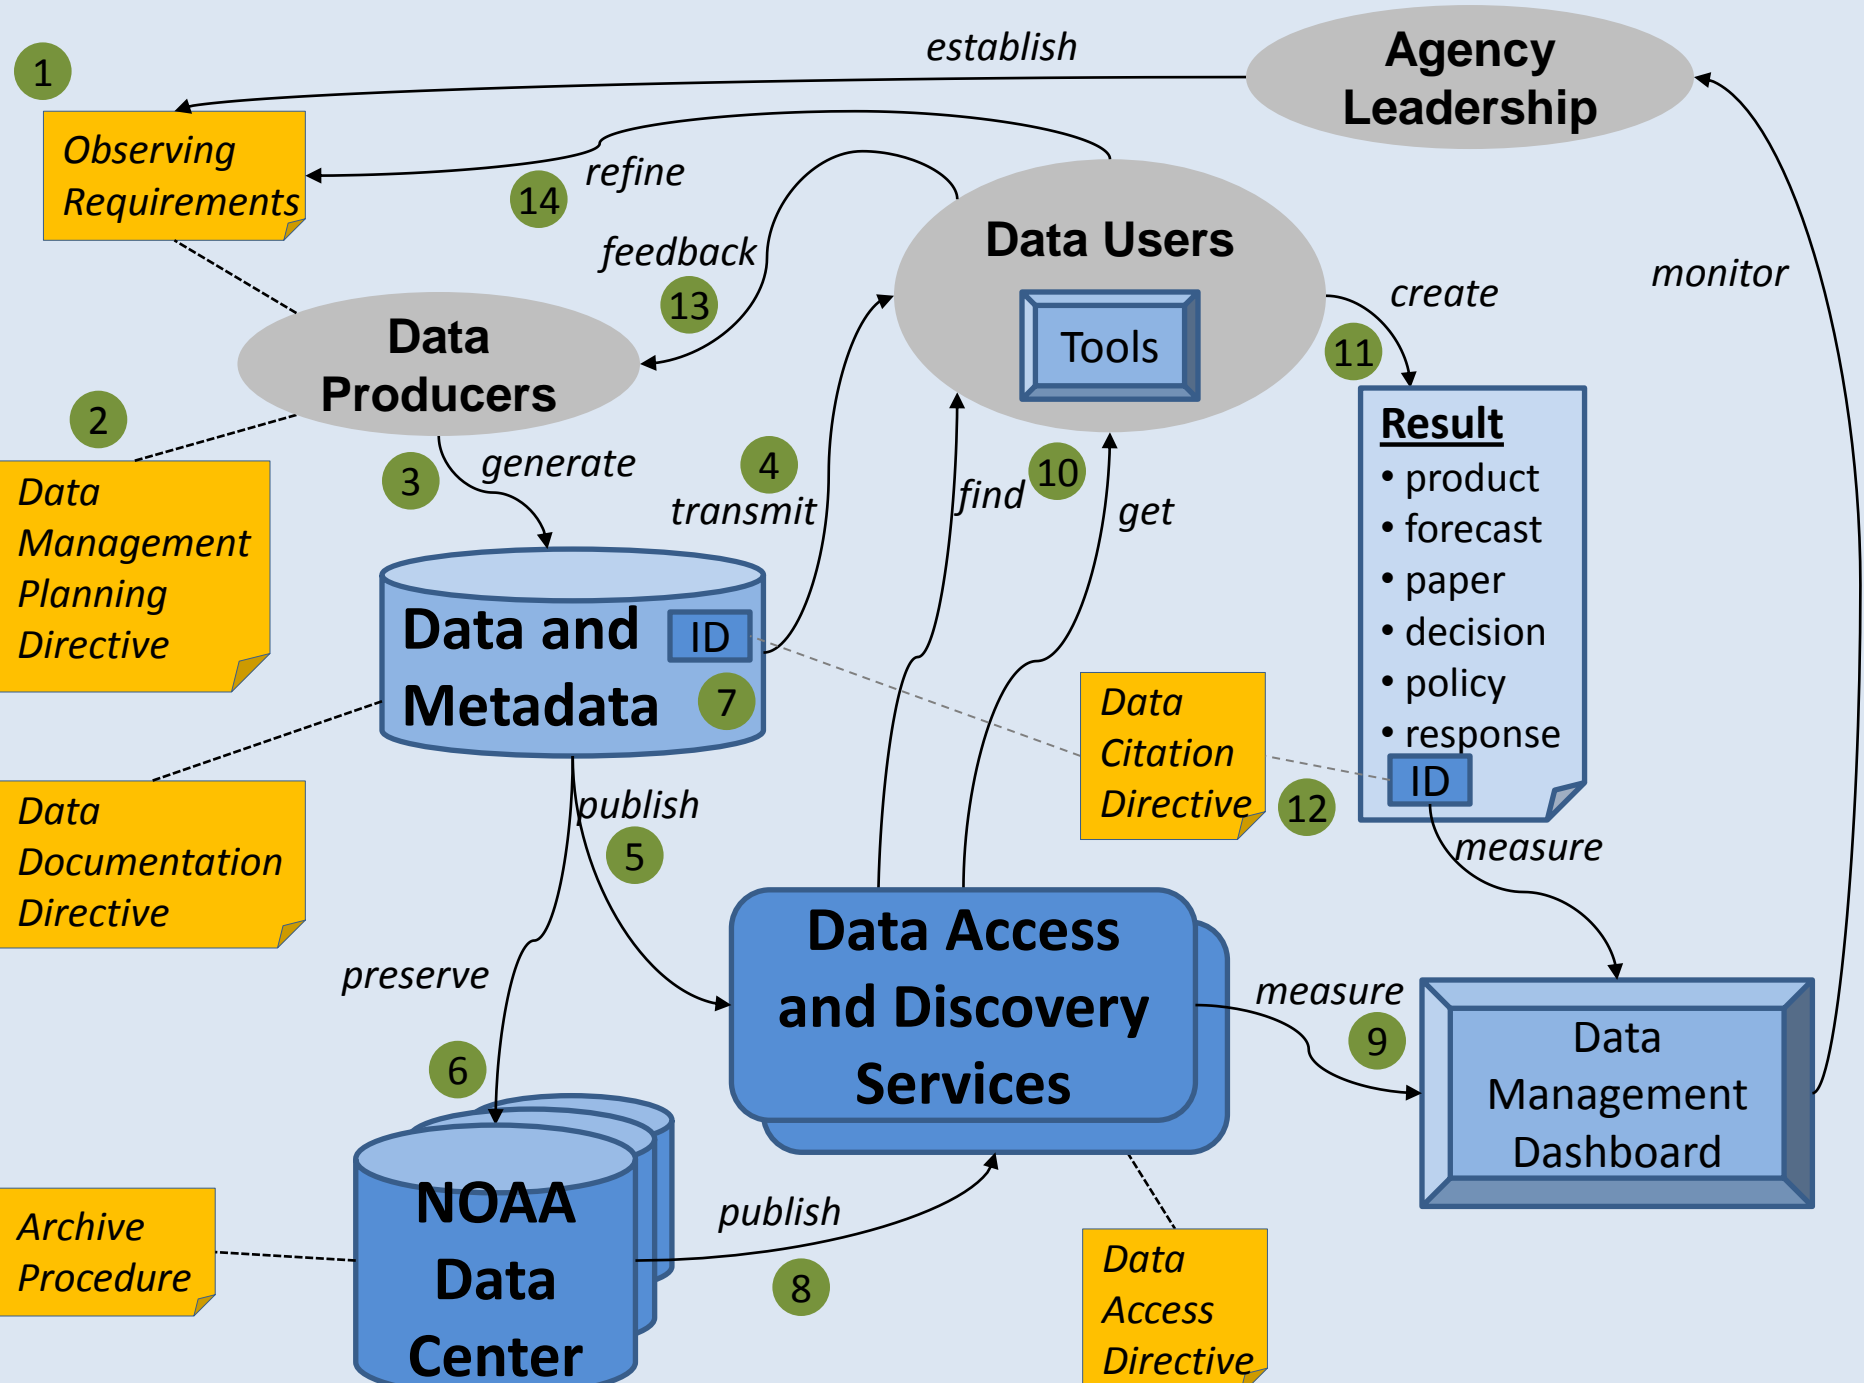 establish
Agency
Leadership
1
Observing
Requirements
refine
14
feedback
13
Data Users
Tools
monitor
create
11
Data
Producers
2
Data
Management
Planning
Directive
3
generate
4
transmit
find
10
get
Result
• product
• forecast
• paper
• decision
• policy
• response
ID
Data and
Metadata
ID
7
Data
Citation
Directive
12
measure
Data
Documentation
Directive
publish
5
preserve
6
Data Access
and Discovery
Services
measure
9
Data
Management
Dashboard
Archive
Procedure
NOAA
Data
Center
publish
8
Data
Access
Directive